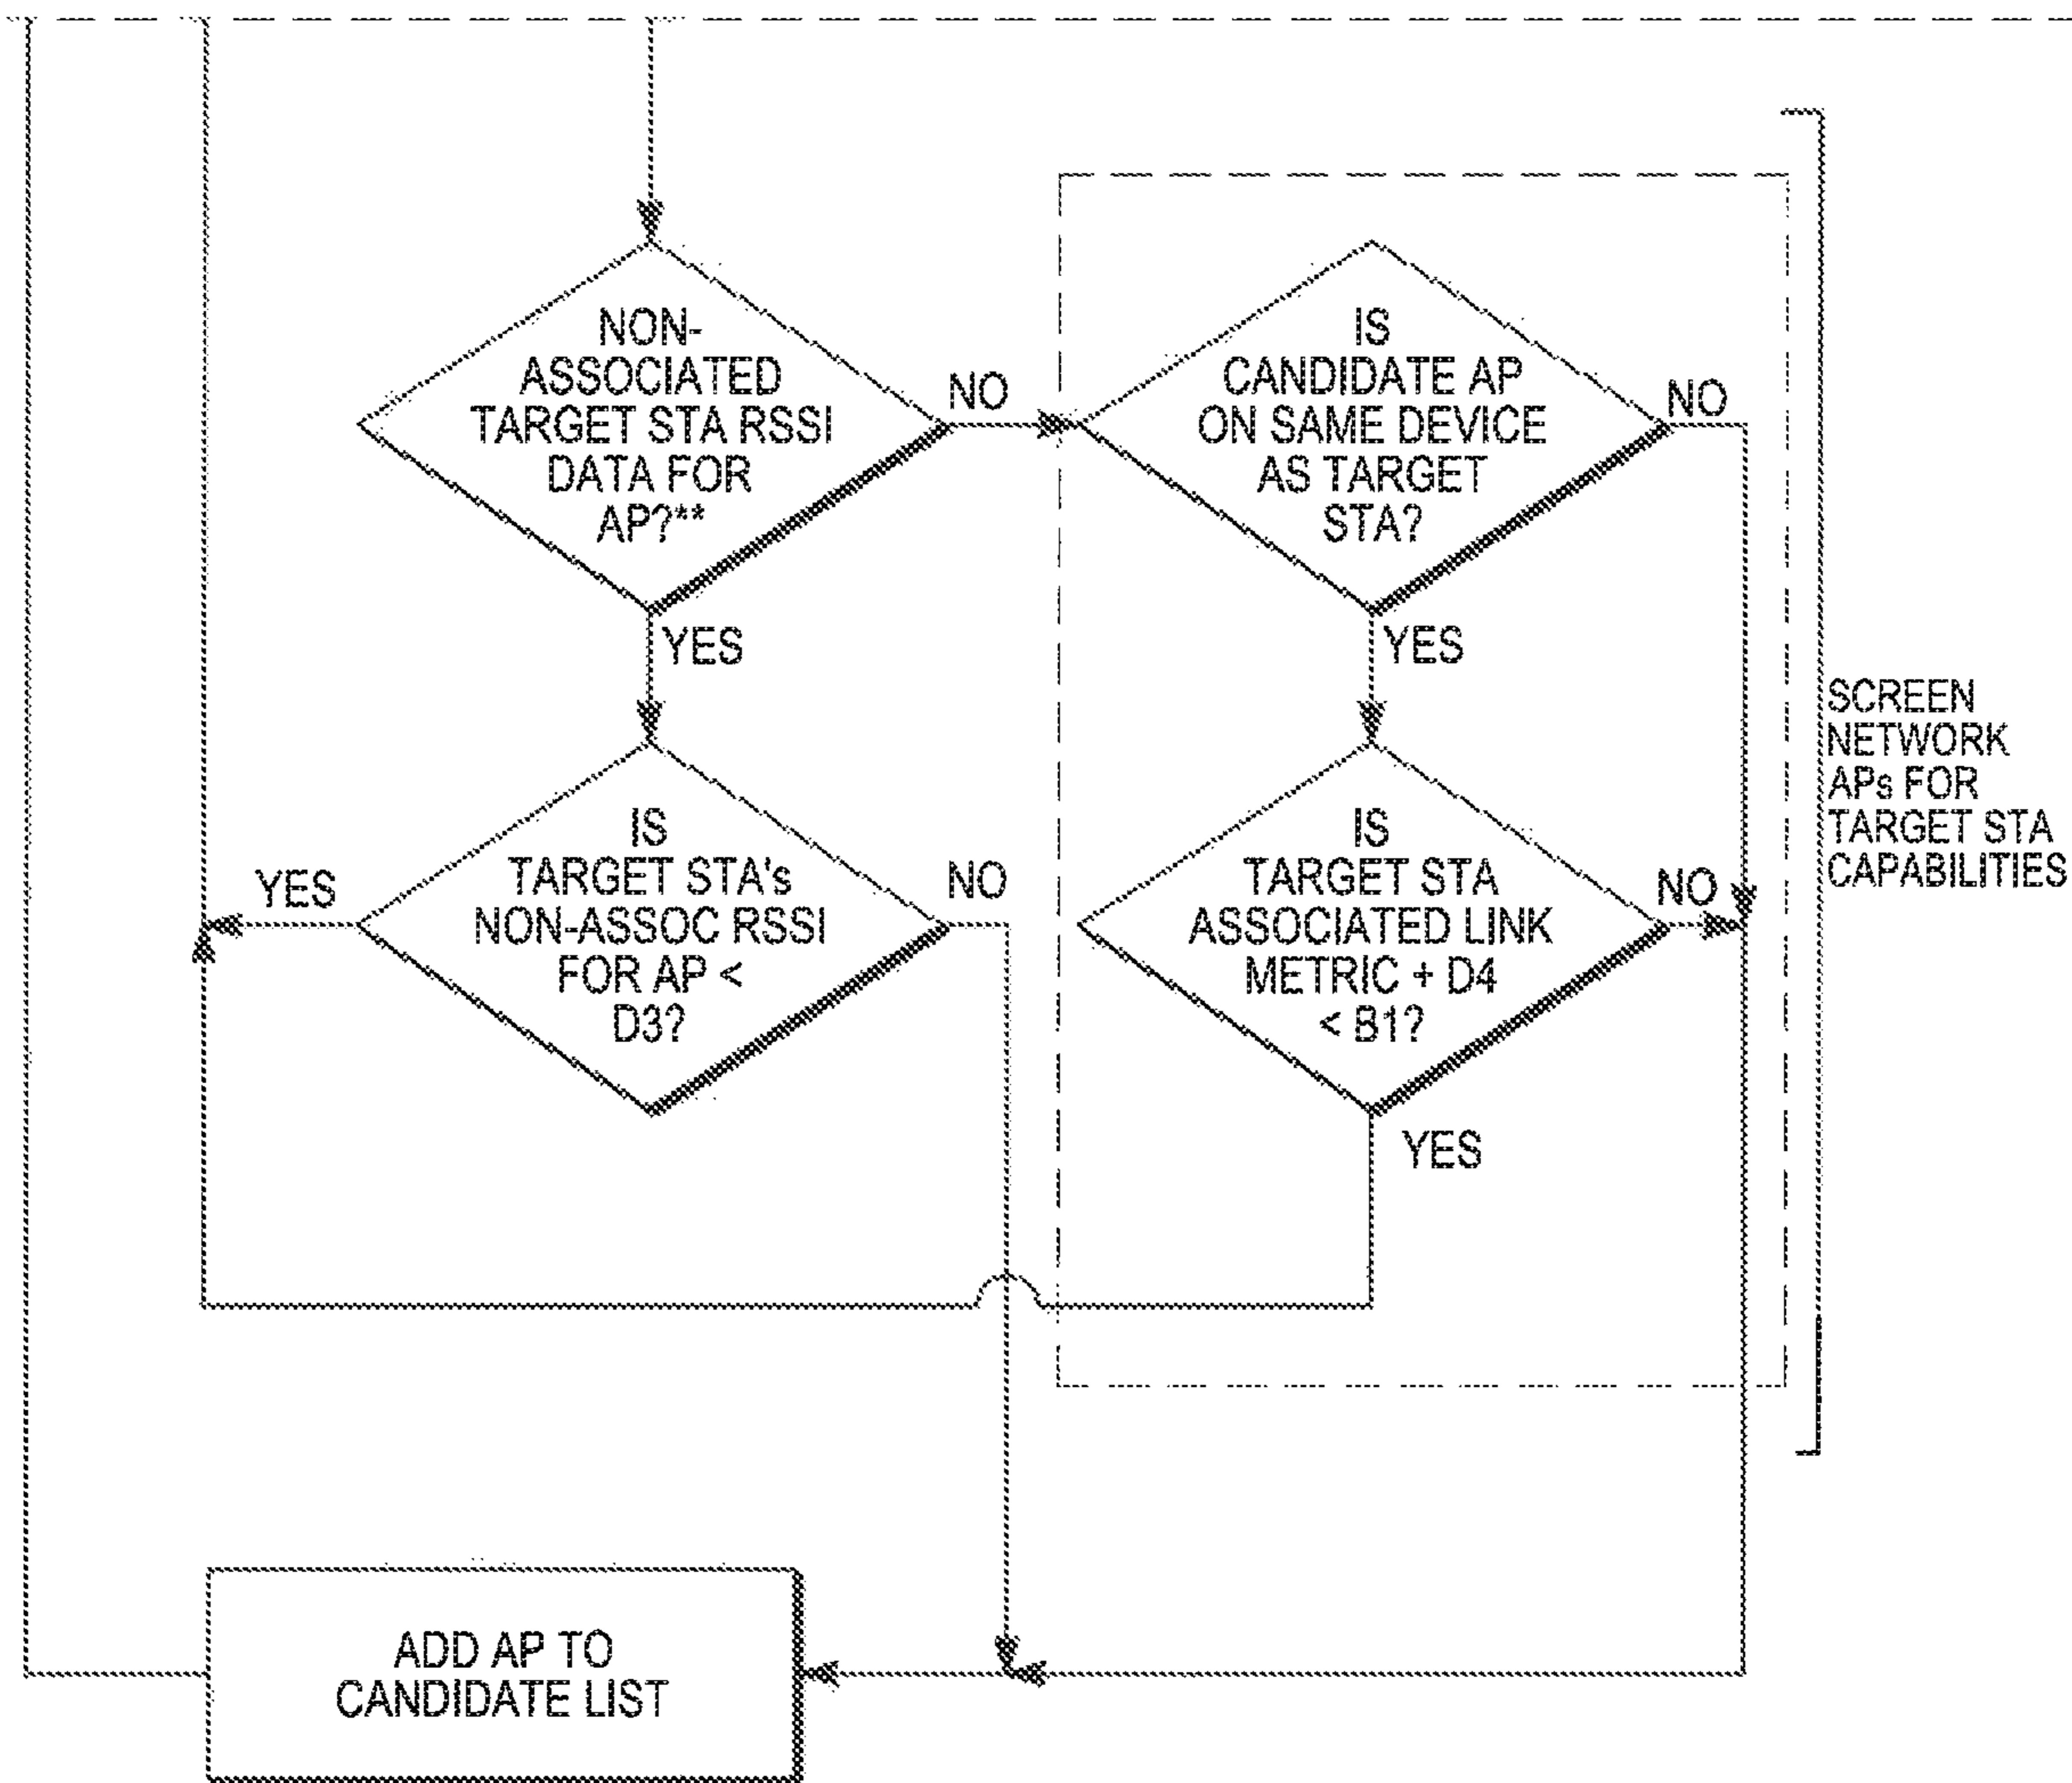 NON-
ASSOCIATED
TARGET STA RSSI
DATA FOR
AP?**
NO
YES
IS
CANDIDATE AP
ON SAME DEVICE
AS TARGET
STA?
NO
YES
IS
TARGET STA's
NON-ASSOC RSSI
FOR AP <
D3?
YES
NO
IS
TARGET STA
ASSOCIATED LINK
METRIC + D4
< B1?
NO
YES
SCREEN
NETWORK
APs FOR
TARGET STA
CAPABILITIES
ADD AP TO
CANDIDATE LIST